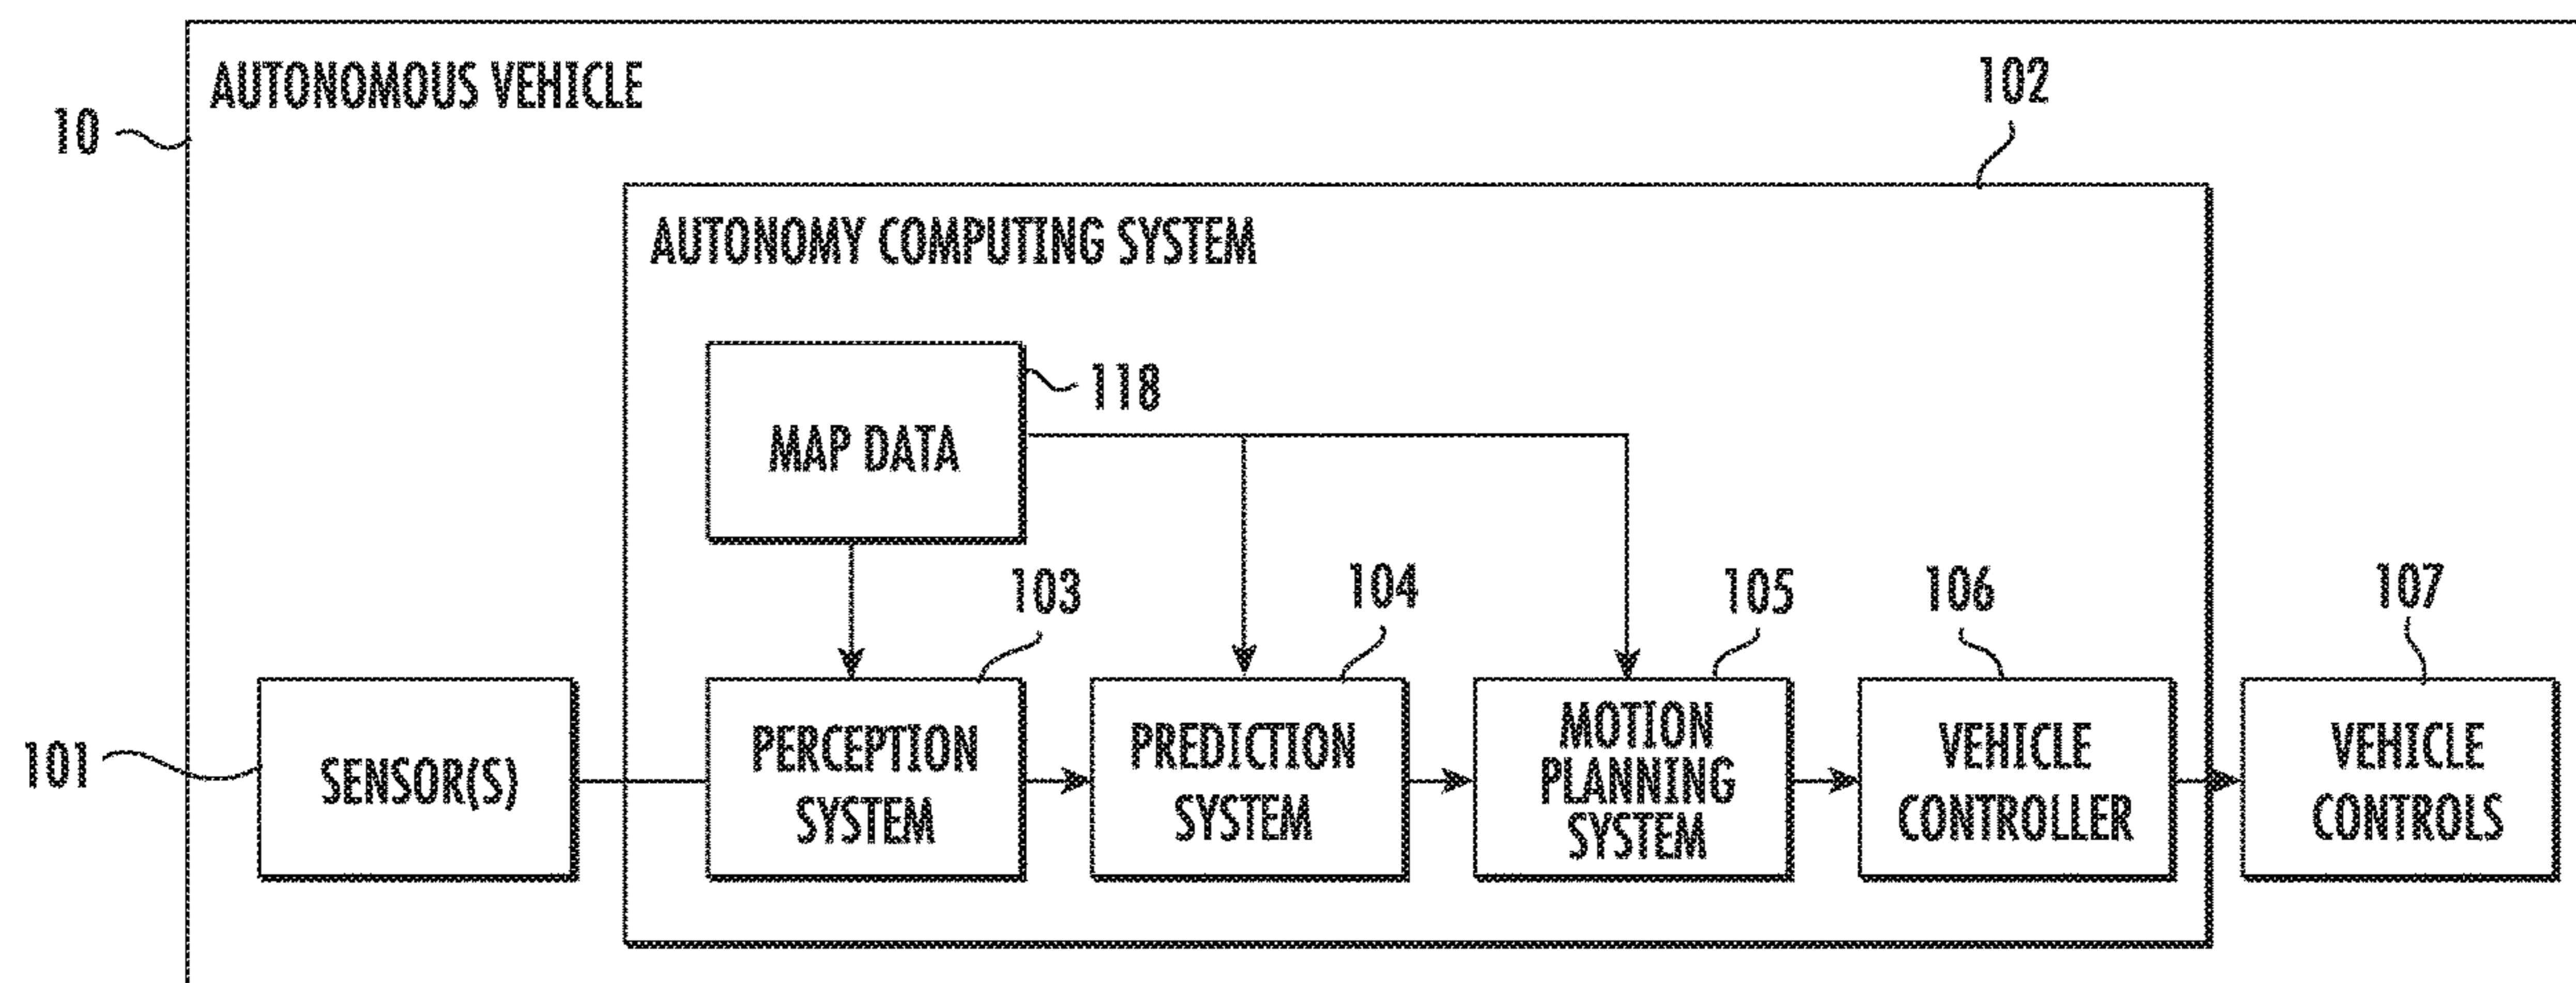 AUTONOMOUS VEHICLE
10
102
AUTONOMY COMPUTING SYSTEM
118
MAP DATA
103
104
105
106
107
101
SENSOR(S)
PERCEPTION
SYSTEM
PREDICTION
SYSTEM
MOTION
PLANNING
SYSTEM
VEHICLE
CONTROLLER
VEHICLE
CONTROLS